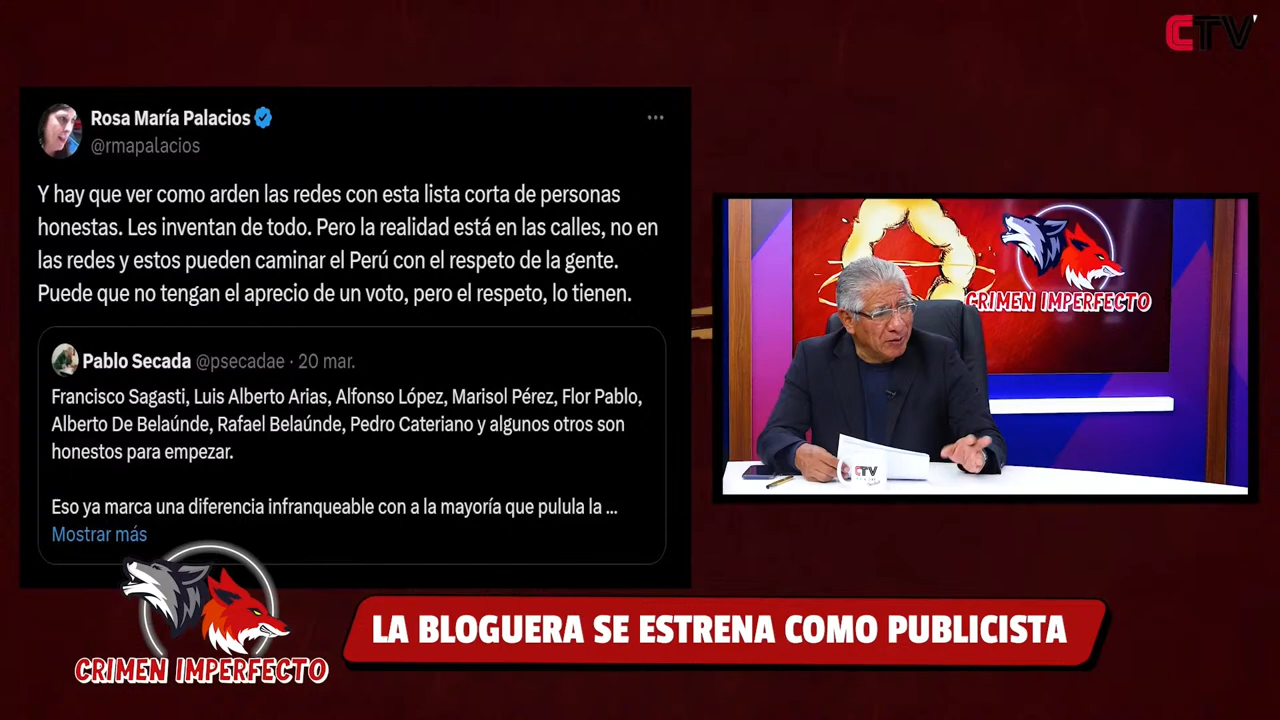 CTV
Rosa María Palacios
@rmapalacios
Y hay que ver como arden las redes con esta lista corta de personas
honestas. Les inventan de todo. Pero la realidad está en las calles, no en
las redes y estos pueden caminar el Perú con el respeto de la gente.
Puede que no tengan el aprecio de un voto, pero el respeto, lo tienen.
Pablo Secada @psecadae · 20 mar.
Francisco Sagasti, Luis Alberto Arias, Alfonso López, Marisol Pérez, Flor Pablo,
Alberto De Belaúnde, Rafael Belaúnde, Pedro Cateriano y algunos otros son
honestos para empezar.
Eso ya marca una diferencia infranqueable con a la mayoría que pulula la ...
Mostrar más
CRIMEN IMPERFECTO
CTV
CRIMEN IMPERFECTO
LA BLOGUERA SE ESTRENA COMO PUBLICISTA